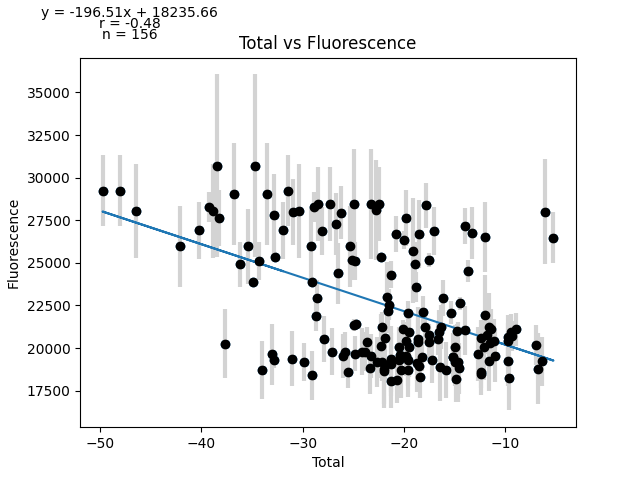 y = -196.51x + 18235.66
r = -0.48
n = 156
Total vs Fluorescence
35000
32500
30000
27500
25000
22500
20000
17500
Fluorescence
−50 −40 −30 −20 −10
Total